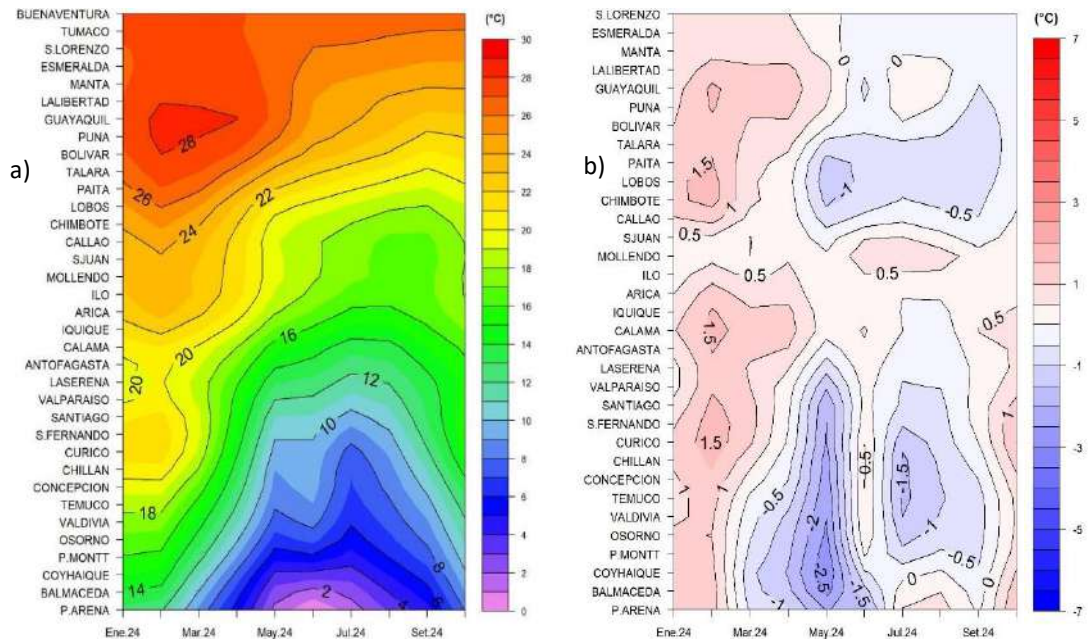 a)
BUENAVENTURA
TUMACO
S.LORENZO
ESMERALDA
MANTA
LALIBERTAD
GUAYAQUIL
PUNA
BOLIVAR
TALARA
PAITA
LOBOS
CHIMBOTE
CALLAO
SJUAN
MOLLENDO
ILO
ARICA
IQUIQUE
CALAMA
ANTOFAGASTA
LASERENA
VALPARAISO
SANTIAGO
S.FERNANDO
CURICO
CHILLAN
CONCEPCION
TEMUCO
VALDIVIA
OSORNO
P.MONTT
COYHAIQUE
BALMACEDA
P.ARENA
28
26
24
22
20
20
18
16
14
12
10
8
6
4
2
Ene.24 Mar.24 May.24 Jul.24 Set.24
(°C)
30
28
26
24
22
20
18
16
14
12
10
8
6
4
2
0
b)
S.LORENZO
ESMERALDA
MANTA
LALIBERTAD
GUAYAQUIL
PUNA
BOLIVAR
TALARA
PAITA
LOBOS
CHIMBOTE
CALLAO
SJUAN
MOLLENDO
ILO
ARICA
IQUIQUE
CALAMA
ANTOFAGASTA
LASERENA
VALPARAISO
SANTIAGO
S.FERNANDO
CURICO
CHILLAN
CONCEPCION
TEMUCO
VALDIVIA
OSORNO
P.MONTT
COYHAIQUE
BALMACEDA
P.ARENA
0
0
1.5
-1
1
-0.5
0.5
0.5
0.5
1.5
0.5
1
1.5
-0.5
1
-1.5
-0.5
-2
-1
-0.5
-2.5
-1.5
0
0
-1
Ene.24 Mar.24 May.24 Jul.24 Set.24
(°C)
7
5
3
1
-1
-3
-5
-7